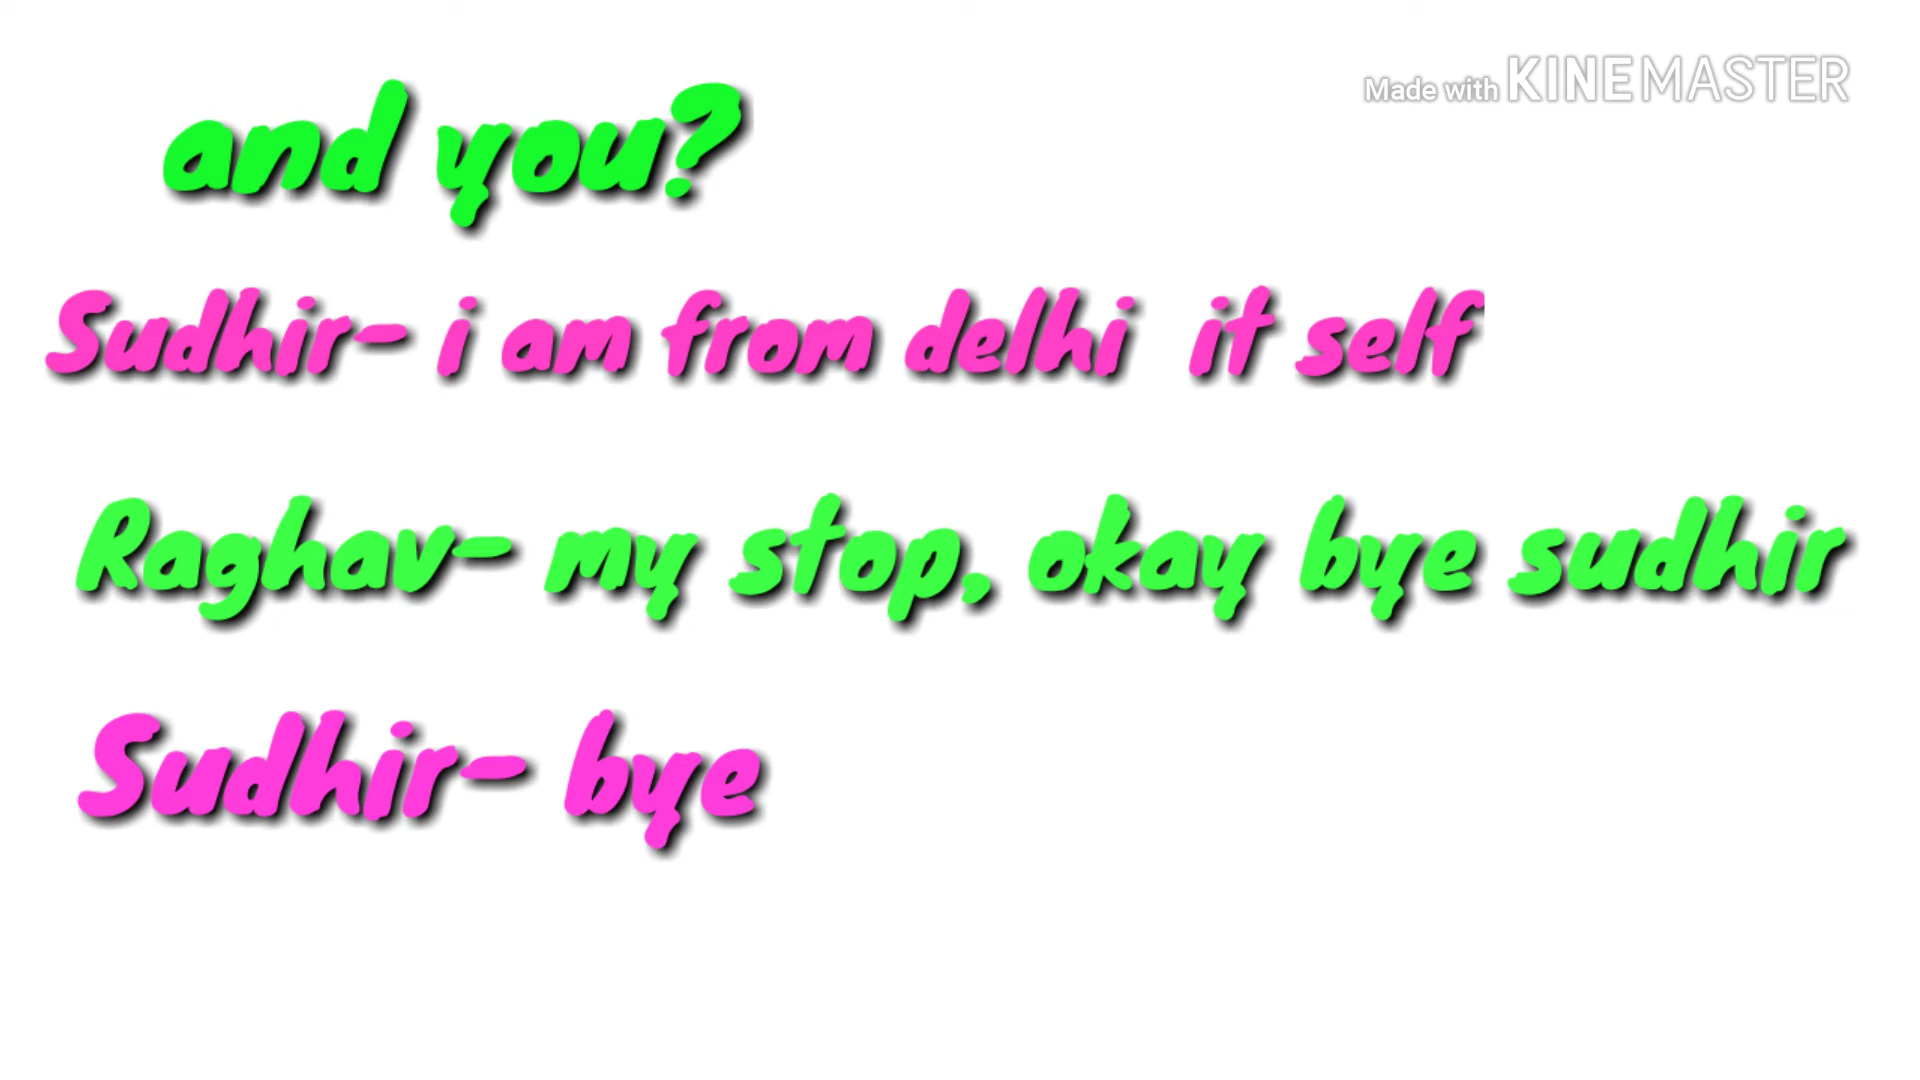 Made with KINEMASTER
and you?
Sudhir- i am from delhi it self
Raghav- my stop, okay bye sudhir
Sudhir- bye